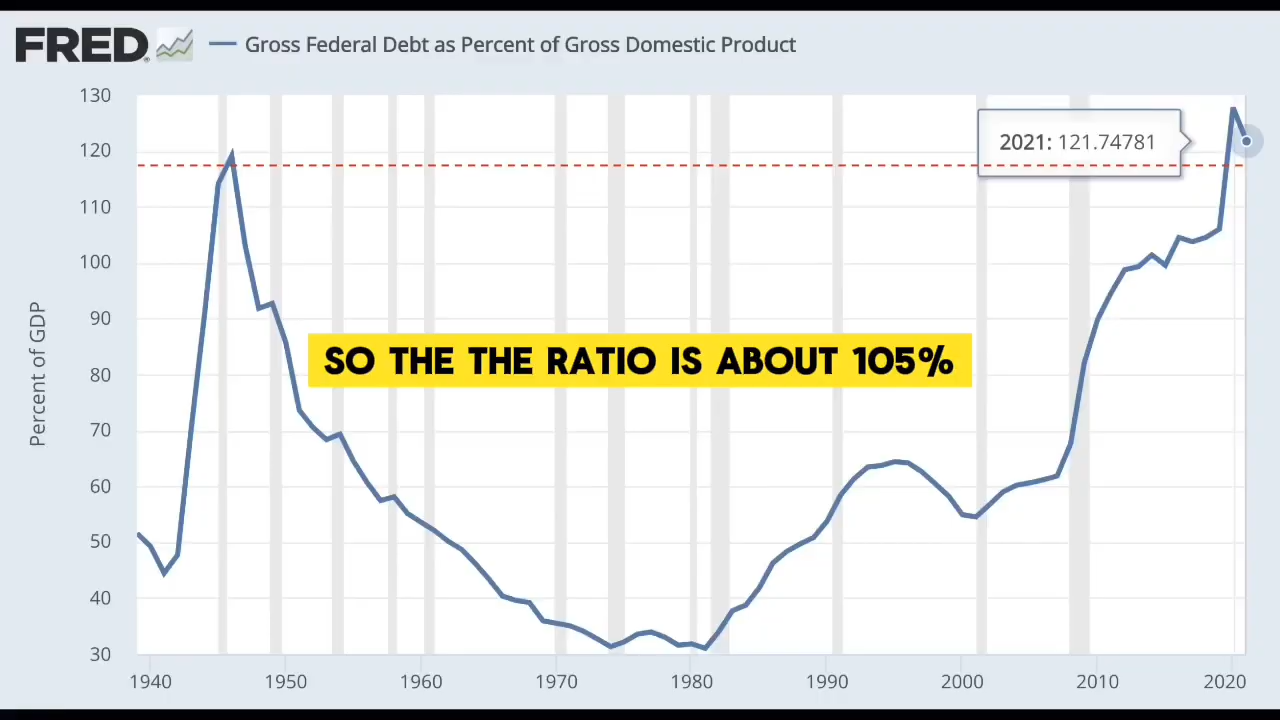 FRED
Gross Federal Debt as Percent of Gross Domestic Product
130
120
110
100
90
80
70
60
50
40
30
Percent of GDP
2021: 121.74781
SO THE THE RATIO IS ABOUT 105%
1940 1950 1960 1970 1980 1990 2000 2010 2020